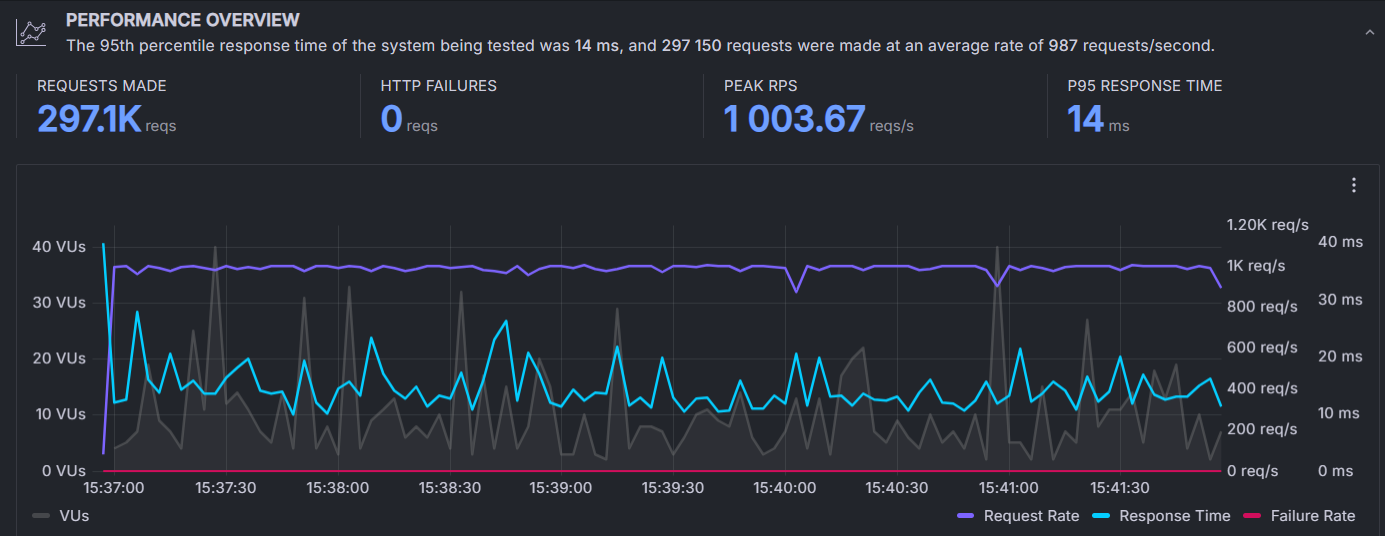 PERFORMANCE OVERVIEW
The 95th percentile response time of the system being tested was 14 ms, and 297 150 requests were made at an average rate of 987 requests/second.
REQUESTS MADE
297.1K reqs
HTTP FAILURES
0 reqs
PEAK RPS
1 003.67 reqs/s
P95 RESPONSE TIME
14 ms
40 VUs
30 VUs
20 VUs
10 VUs
0 VUs
1.20K req/s
1K req/s
800 req/s
600 req/s
400 req/s
200 req/s
0 req/s
40 ms
30 ms
20 ms
10 ms
0 ms
15:37:00 15:37:30 15:38:00 15:38:30 15:39:00 15:39:30 15:40:00 15:40:30 15:41:00 15:41:30
VUs
Request Rate Response Time Failure Rate